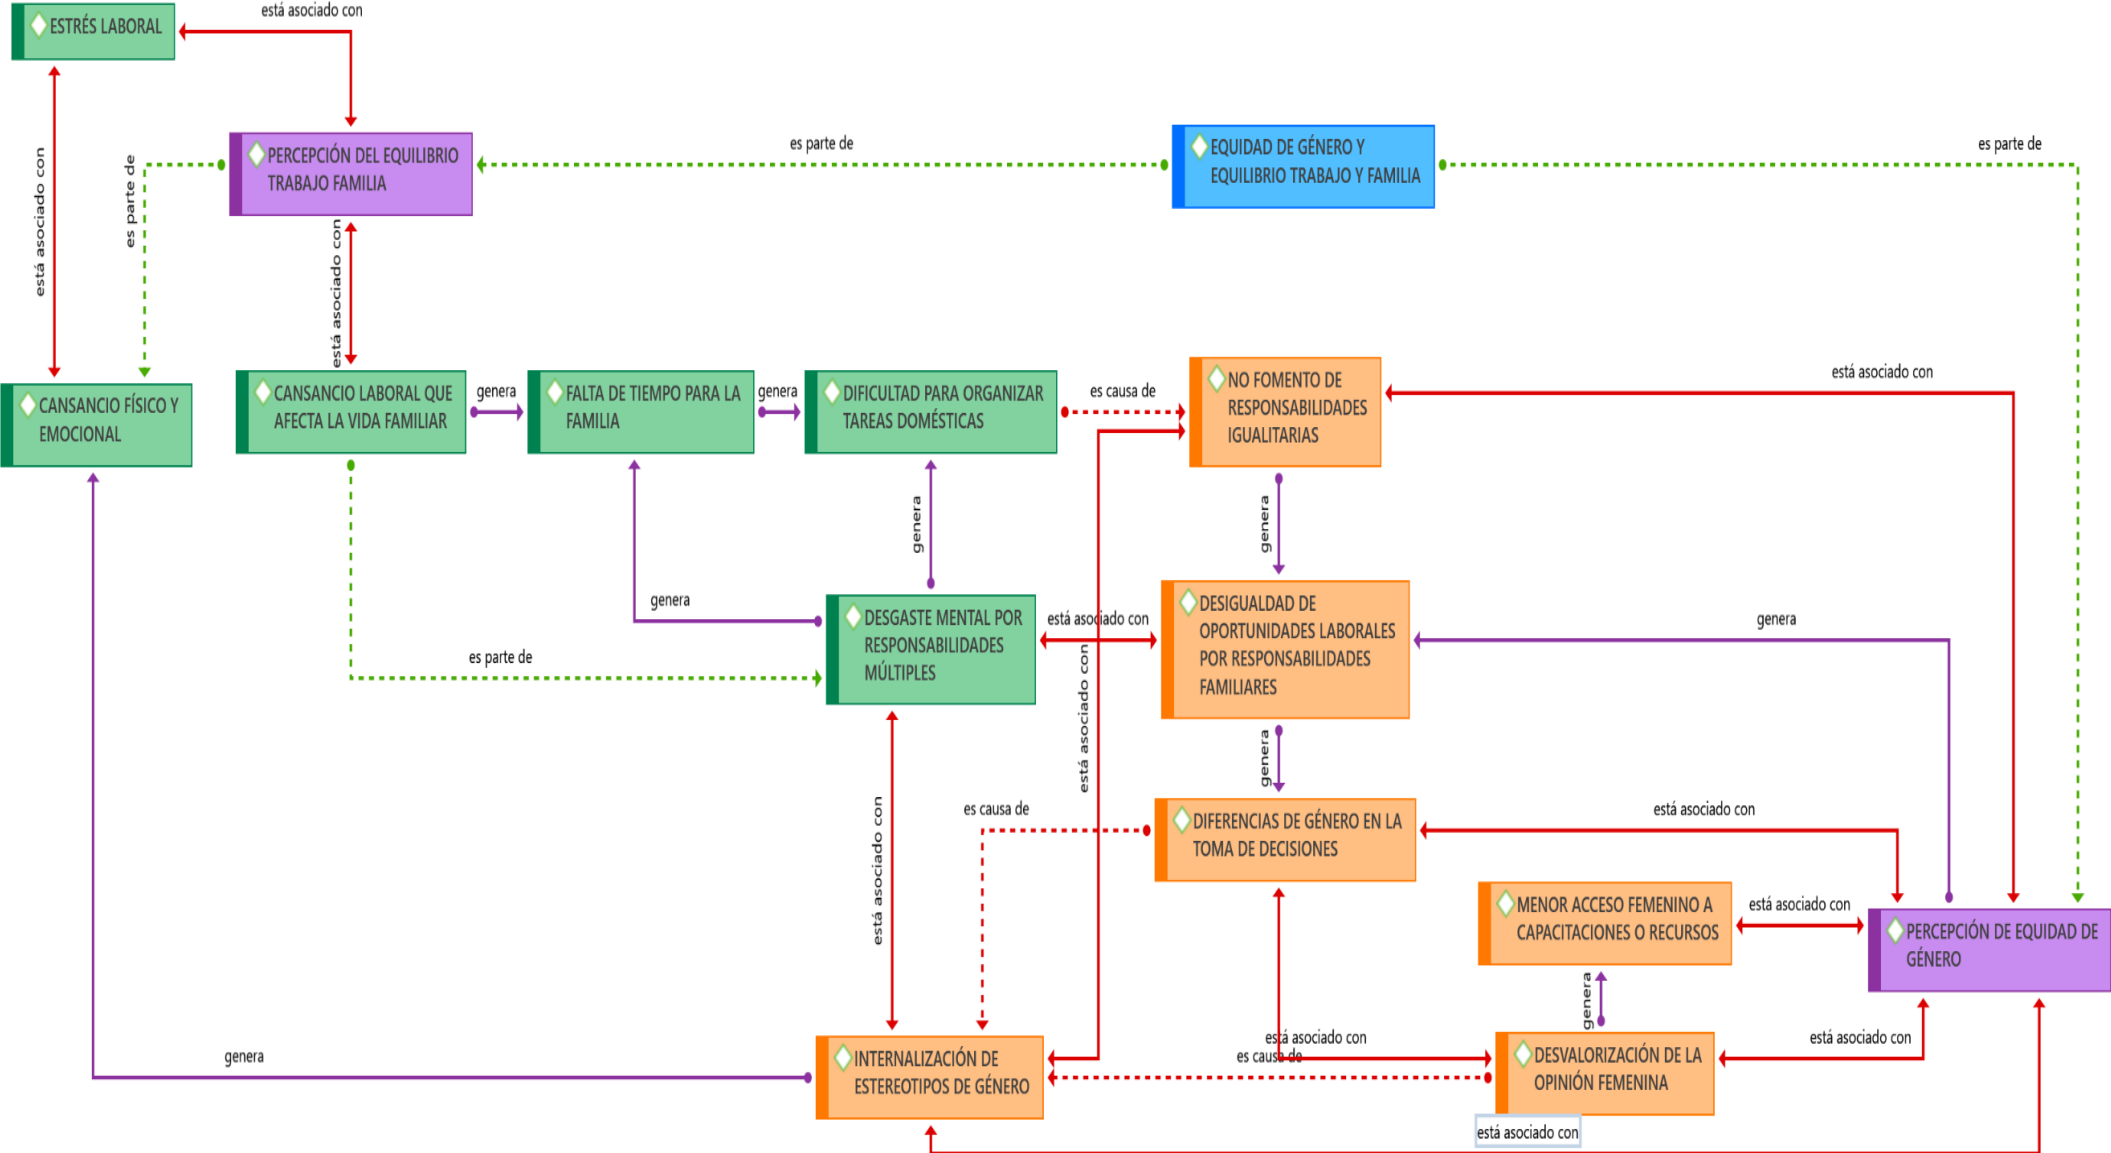 está asociado con
ESTRÉS LABORAL
es parte de
es parte de
PERCEPCIÓN DEL EQUILIBRIO
TRABAJO FAMILIA
EQUIDAD DE GÉNERO Y
EQUILIBRIO TRABAJO Y FAMILIA
está asociado con
es parte de
está asociado con
está asociado con
CANSANCIO FÍSICO Y
EMOCIONAL
CANSANCIO LABORAL QUE
AFECTA LA VIDA FAMILIAR
genera
FALTA DE TIEMPO PARA LA
FAMILIA
genera
DIFICULTAD PARA ORGANIZAR
TAREAS DOMÉSTICAS
es causa de
NO FOMENTO DE
RESPONSABILIDADES
IGUALITARIAS
genera
genera
genera
DESGASTE MENTAL POR
RESPONSABILIDADES
MÚLTIPLES
está asociado con
DESIGUALDAD DE
OPORTUNIDADES LABORALES
POR RESPONSABILIDADES
FAMILIARES
genera
es parte de
está asociado con
genera
es causa de
DIFERENCIAS DE GÉNERO EN LA
TOMA DE DECISIONES
está asociado con
está asociado con
MENOR ACCESO FEMENINO A
CAPACITACIONES O RECURSOS
está asociado con
PERCEPCIÓN DE EQUIDAD DE
GÉNERO
genera
genera
INTERNALIZACIÓN DE
ESTEREOTIPOS DE GÉNERO
está asociado con
es causa de
DESVALORIZACIÓN DE LA
OPINIÓN FEMENINA
está asociado con
está asociado con